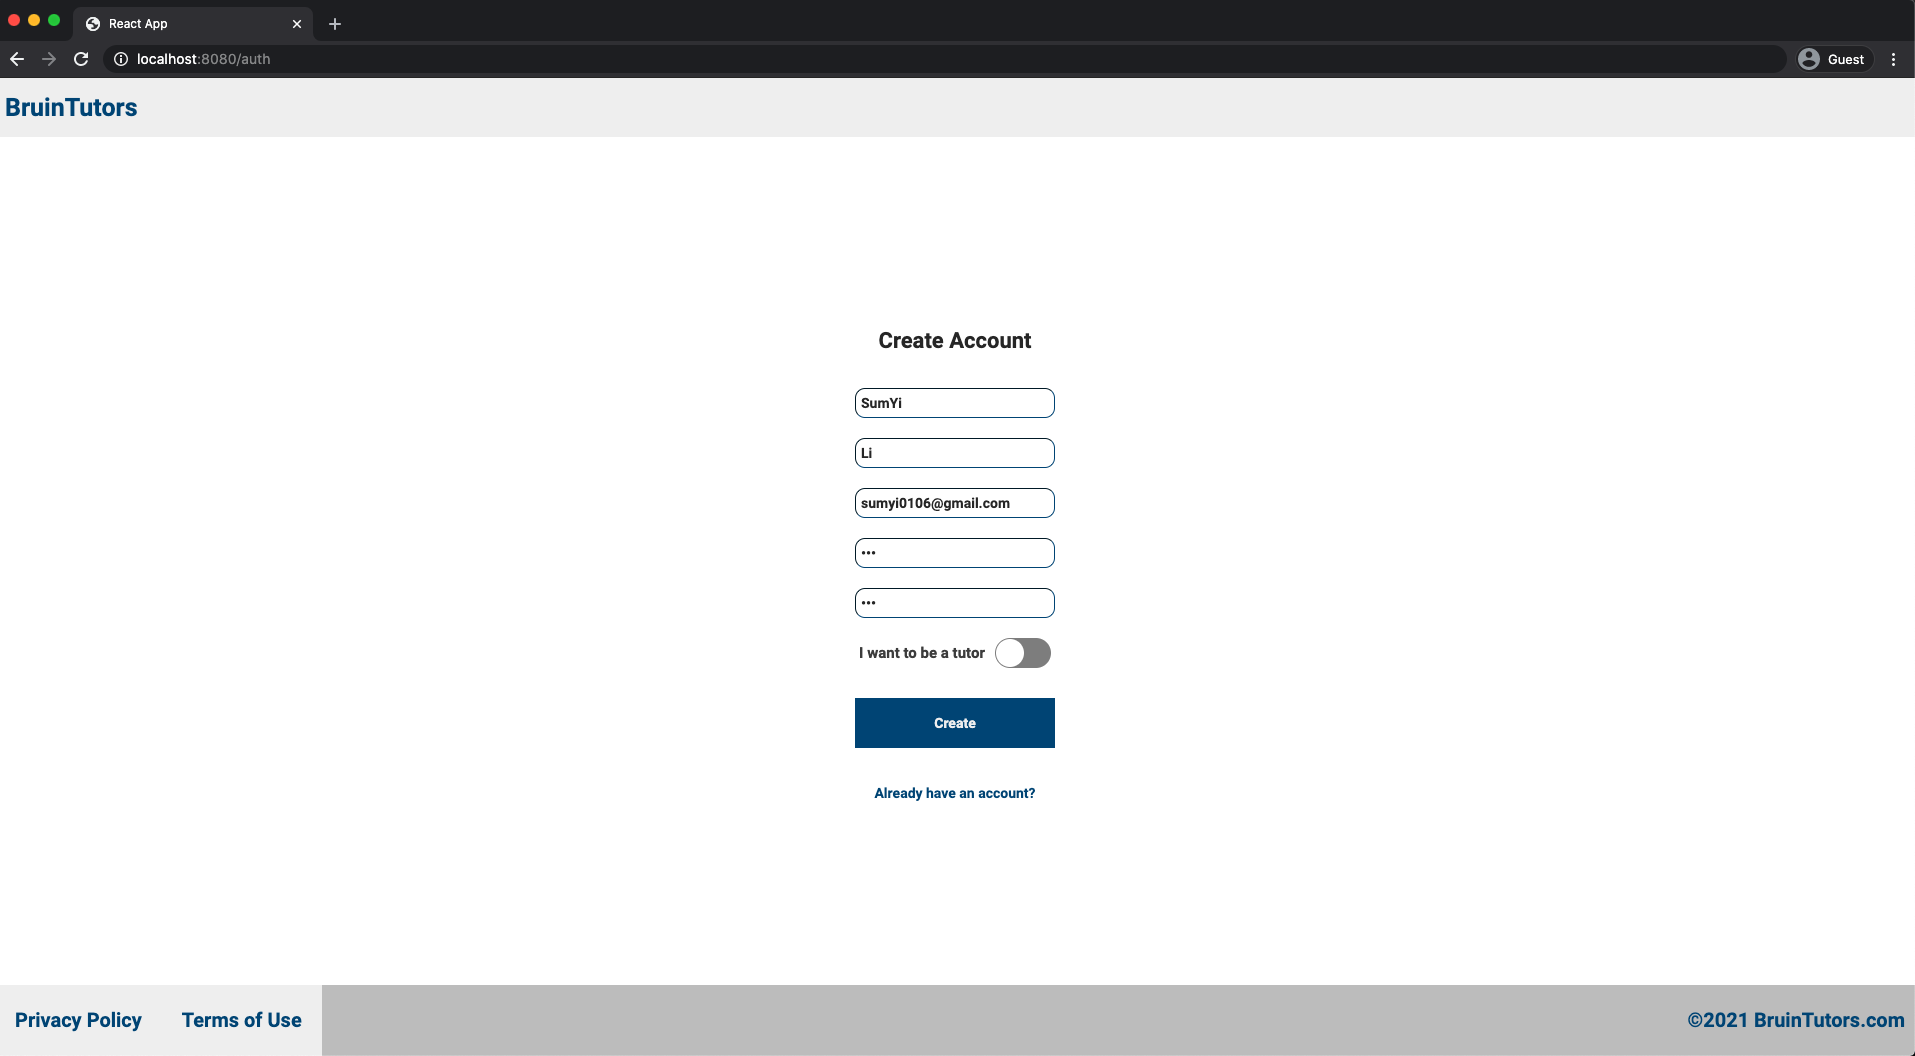 React App
localhost:8080/auth
Guest
BruinTutors
Create Account
SumYi
Li
sumyi0106@gmail.com
•••
•••
I want to be a tutor
Create
Already have an account?
Privacy Policy
Terms of Use
©2021 BruinTutors.com